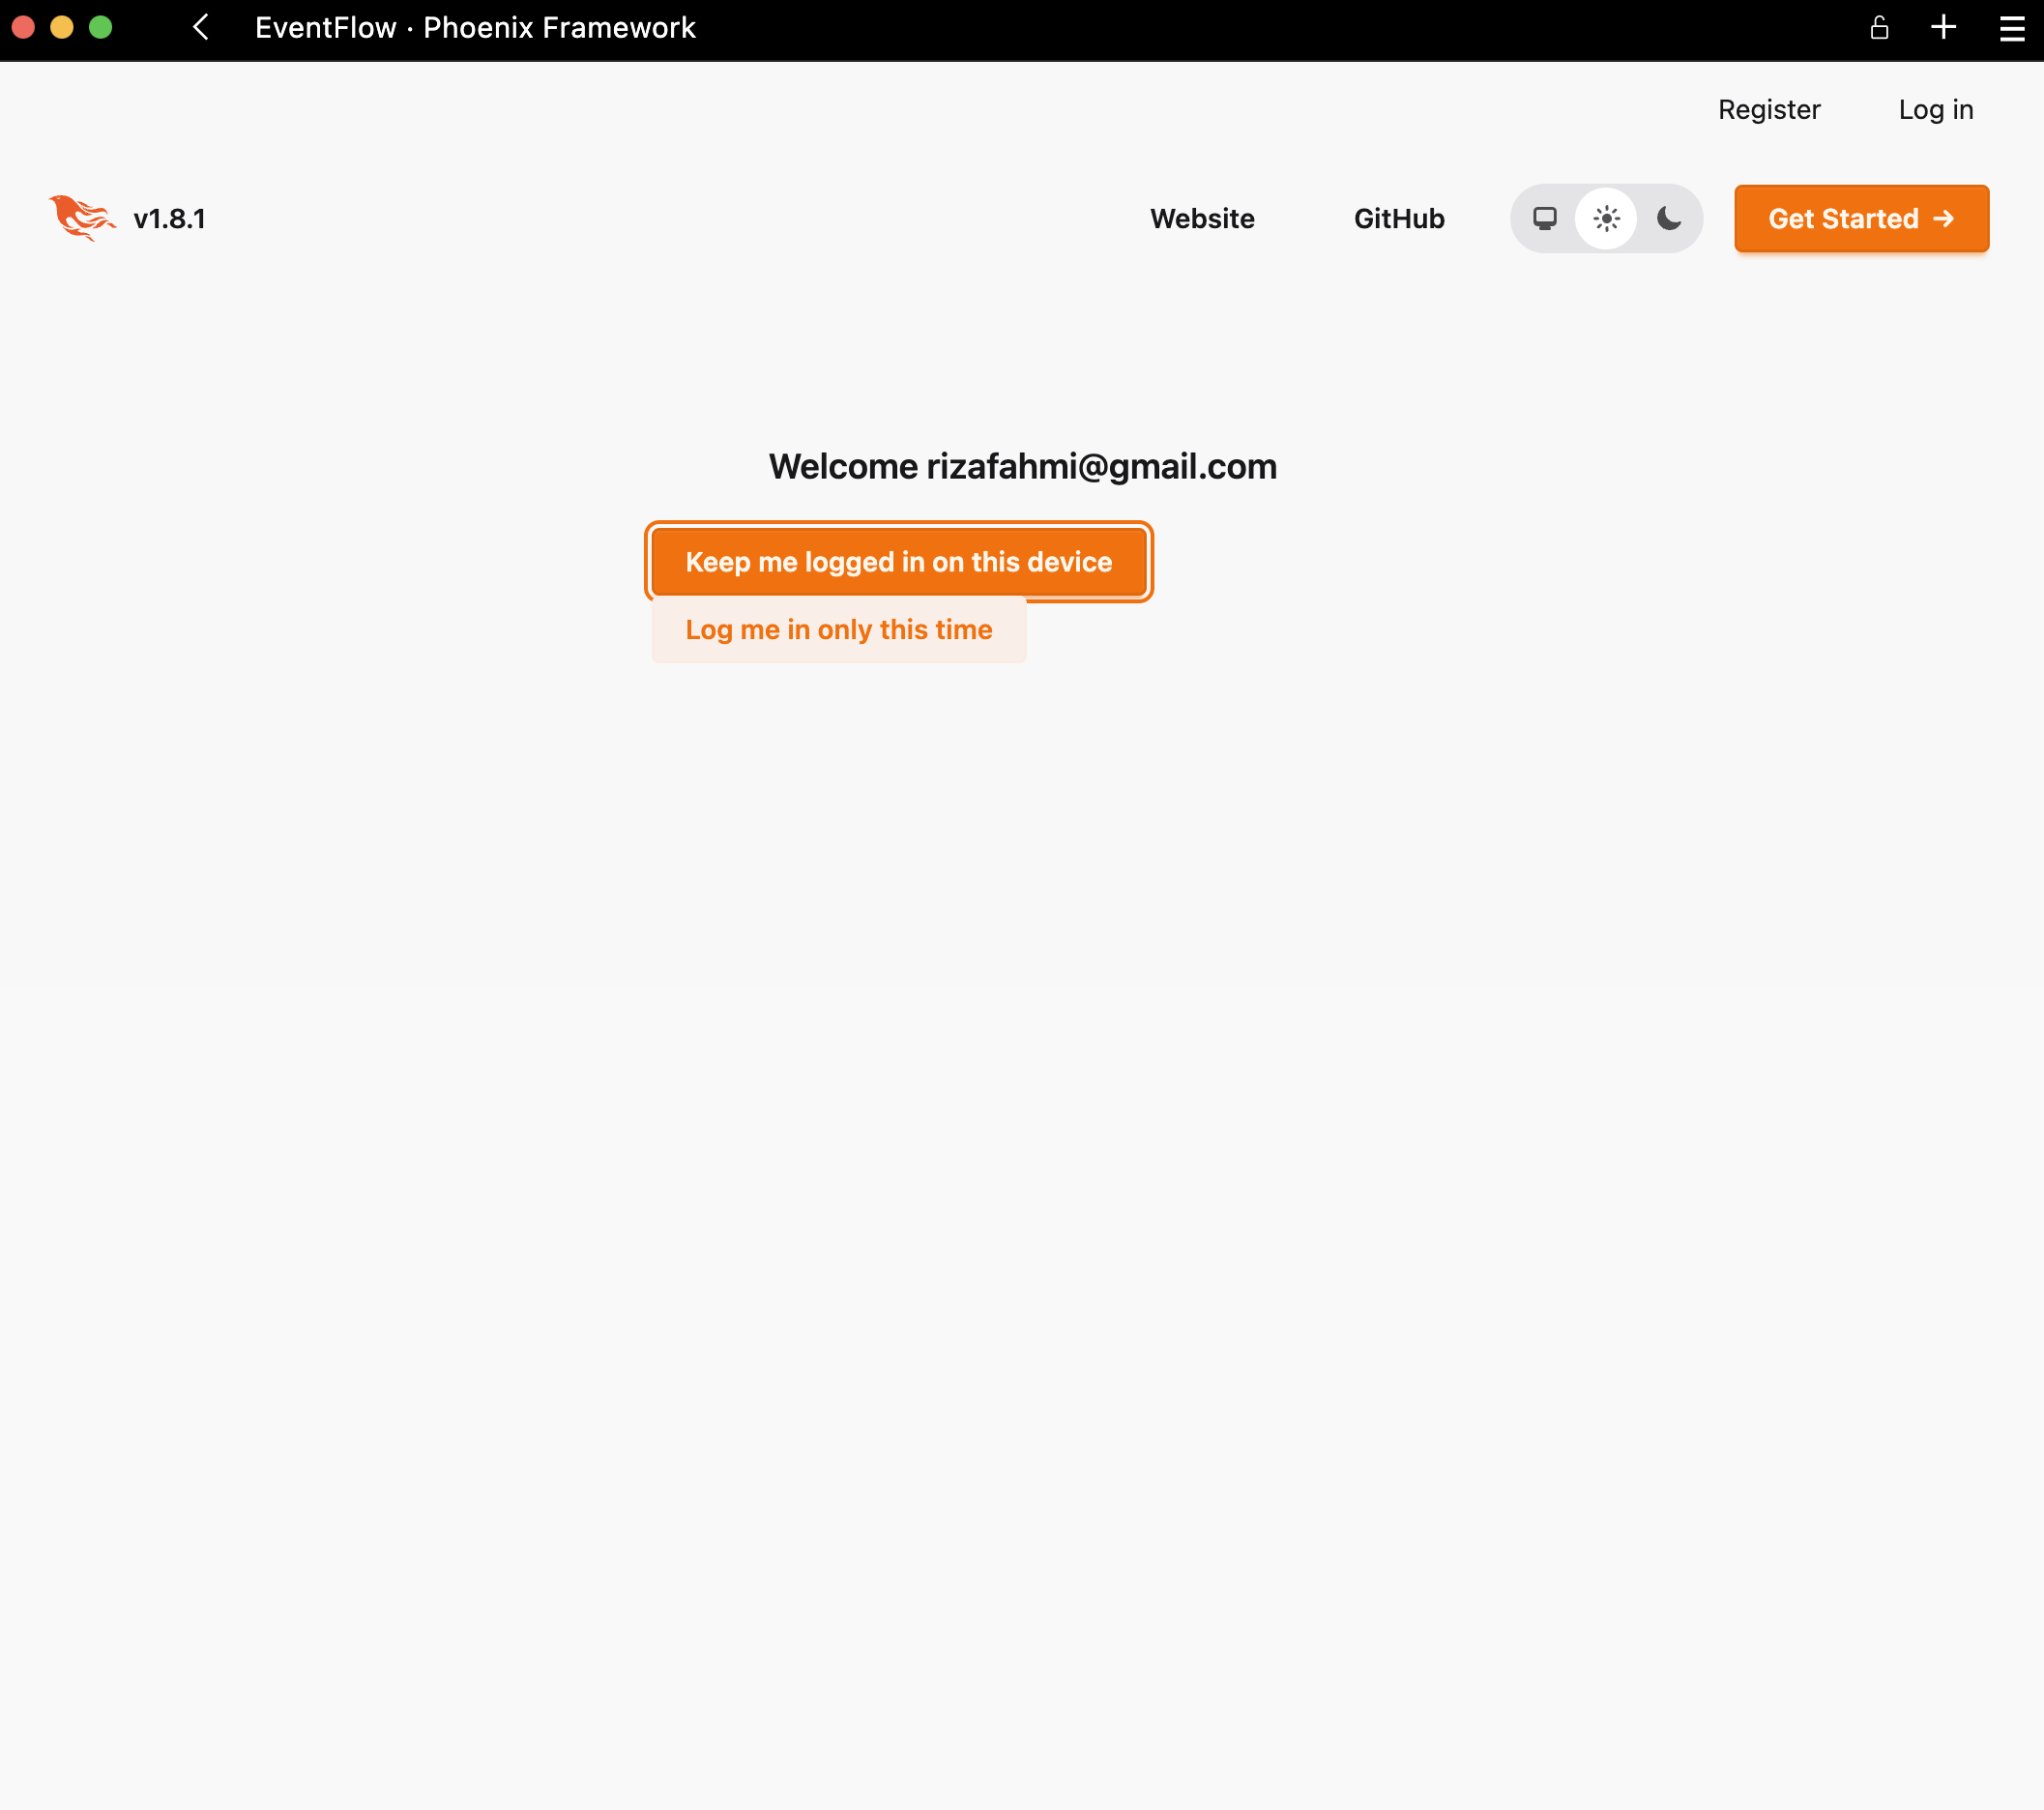 EventFlow · Phoenix Framework
Register Log in
v1.8.1 Website GitHub Get Started →
Welcome rizafahmi@gmail.com
Keep me logged in on this device
Log me in only this time